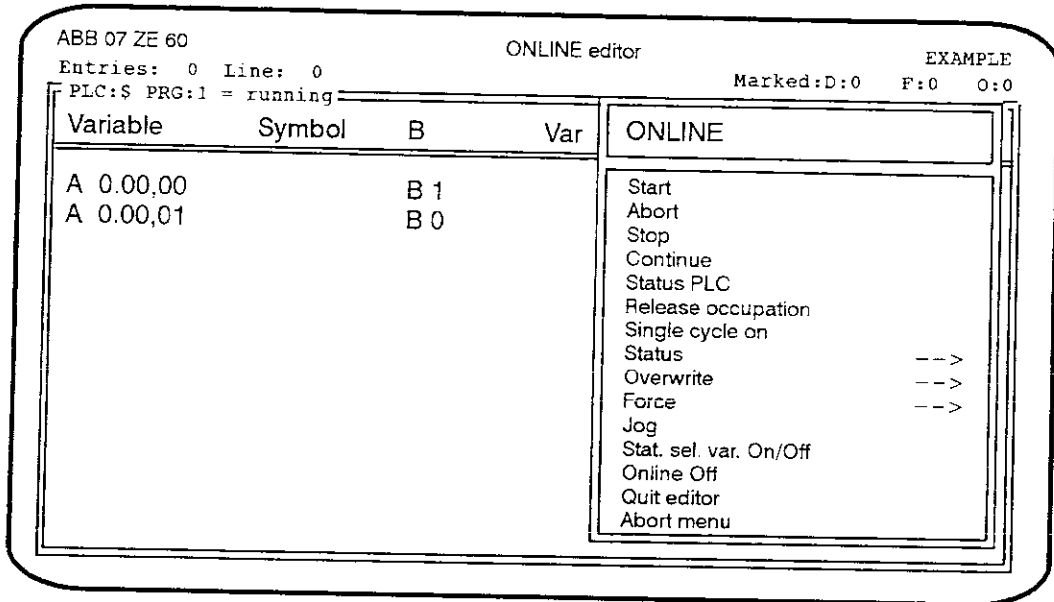 ABB 07 ZE 60 ONLINE editor EXAMPLE
Entries: 0 Line: 0 Marked:D:0 F:0 O:0
PLC:$ PRG:1 = running
Variable Symbol B Var
ONLINE
A 0.00,00 B 1
A 0.00,01 B 0
Start
Abort
Stop
Continue
Status PLC
Release occupation
Single cycle on
Status -->
Overwrite -->
Force -->
Jog
Stat. sel. var. On/Off
Online Off
Quit editor
Abort menu